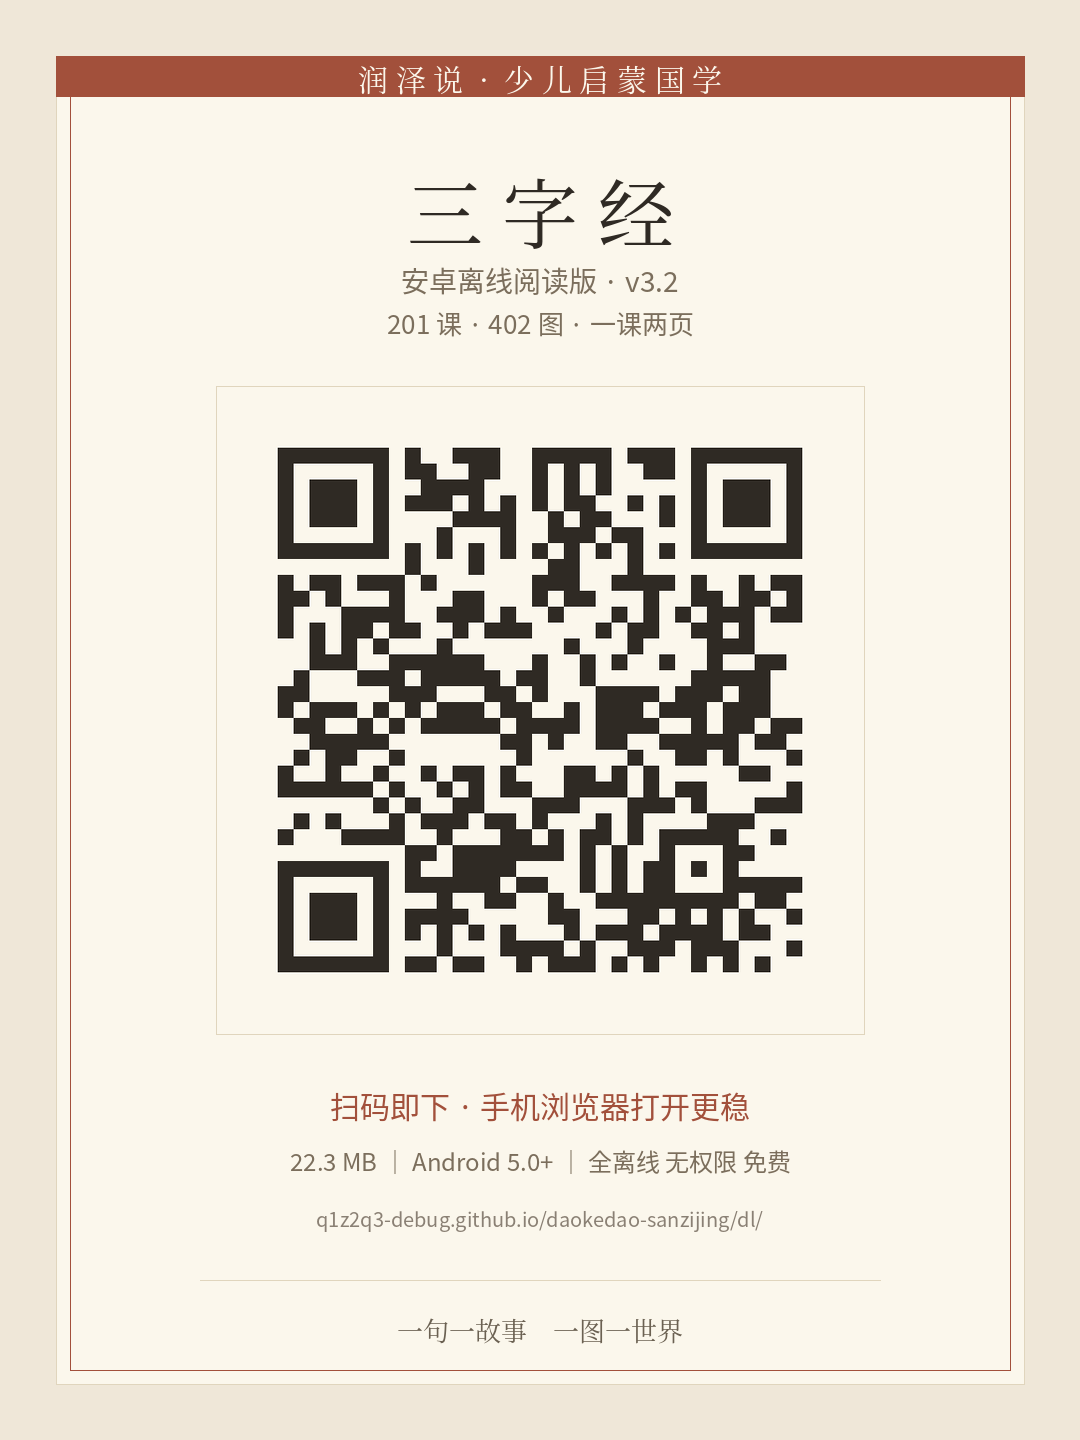 润泽说·少儿启蒙国学
三字经
安卓离线阅读版 · v3.2
201 课 · 402 图 · 一课两页
扫码即下 · 手机浏览器打开更稳
22.3 MB ｜ Android 5.0+ ｜ 全离线 无权限 免费
q1z2q3-debug.github.io/daokedao-sanzijing/dl/
一句一故事　一图一世界